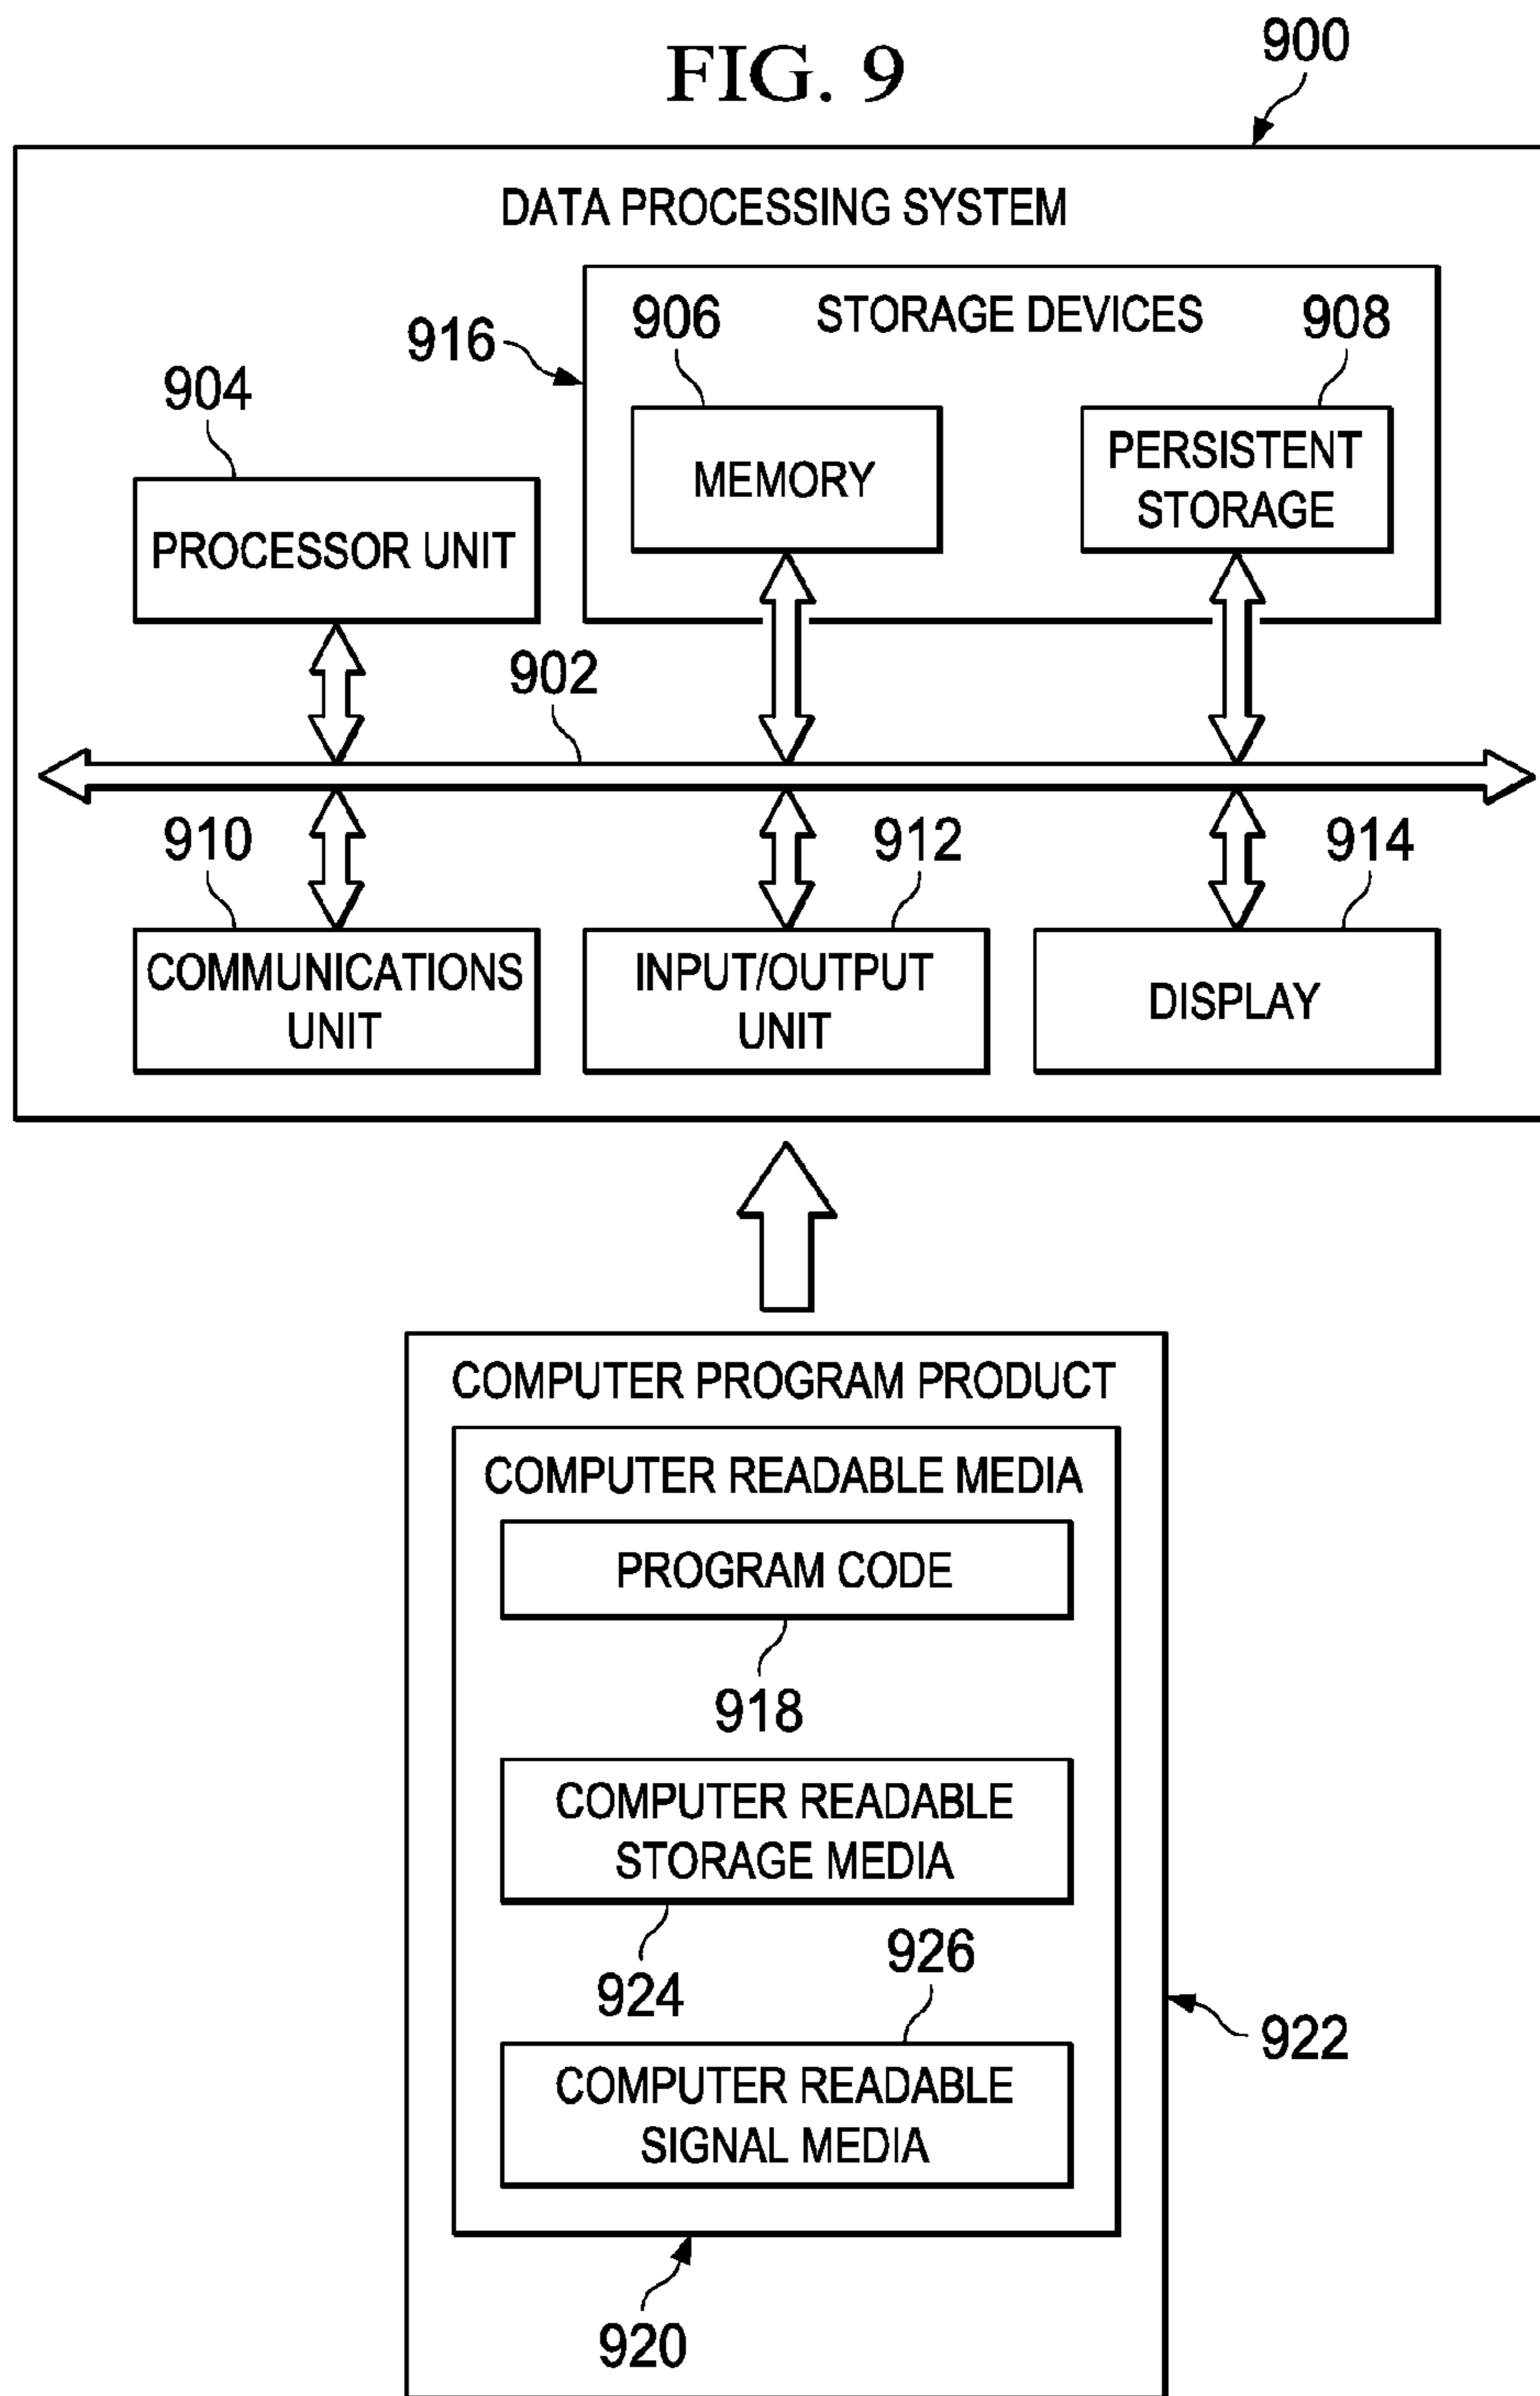 FIG. 9
900
DATA PROCESSING SYSTEM
916
906
STORAGE DEVICES
908
904
MEMORY
PERSISTENT
STORAGE
PROCESSOR UNIT
902
910
912
914
COMMUNICATIONS
UNIT
INPUT/OUTPUT
UNIT
DISPLAY
COMPUTER PROGRAM PRODUCT
COMPUTER READABLE MEDIA
PROGRAM CODE
918
COMPUTER READABLE
STORAGE MEDIA
924
926
COMPUTER READABLE
SIGNAL MEDIA
922
920